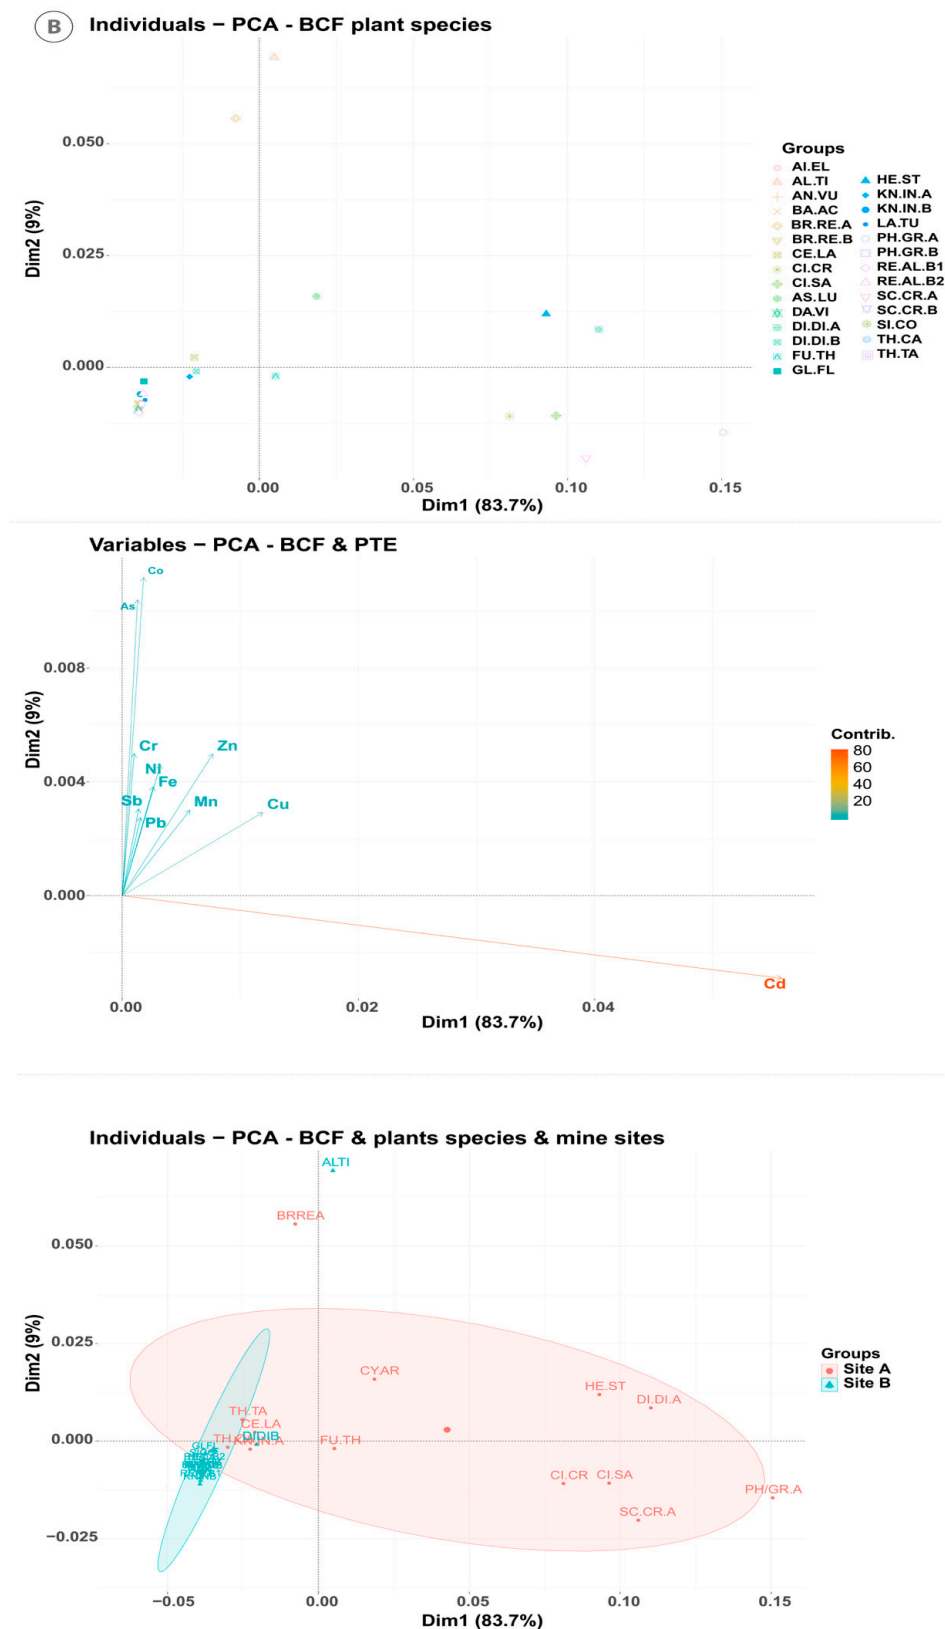 B Individuals − PCA - BCF plant species
0.050
0.025
0.000
Dim2 (9%)
0.00 0.05 0.10 0.15
Dim1 (83.7%)
Groups
AI.EL
AL.TI
AN.VU
BA.AC
BR.RE.A
BR.RE.B
CE.LA
CI.CR
CI.SA
AS.LU
DA.VI
DI.DI.A
DI.DI.B
FU.TH
GL.FL
HE.ST
KN.IN.A
KN.IN.B
LA.TU
PH.GR.A
PH.GR.B
RE.AL.B1
RE.AL.B2
SC.CR.A
SC.CR.B
SI.CO
TH.CA
TH.TA
Variables − PCA - BCF & PTE
Co
As
0.008
Cr
Zn
Ni
Fe
0.004
Sb
Mn
Cu
Pb
0.000
Cd
Dim2 (9%)
0.00 0.02 0.04
Dim1 (83.7%)
Contrib.
80
60
40
20
Individuals − PCA - BCF & plants species & mine sites
ALTI
BRREA
0.050
0.025
CYAR
HE.ST
DI.DI.A
TH.TA
CE.LA
DIDIB
KN.IN.A
FU.TH
0.000
GLFL
CI.CR
CI.SA
PH/GR.A
SC.CR.A
−0.025
Dim2 (9%)
−0.05 0.00 0.05 0.10 0.15
Dim1 (83.7%)
Groups
Site A
Site B